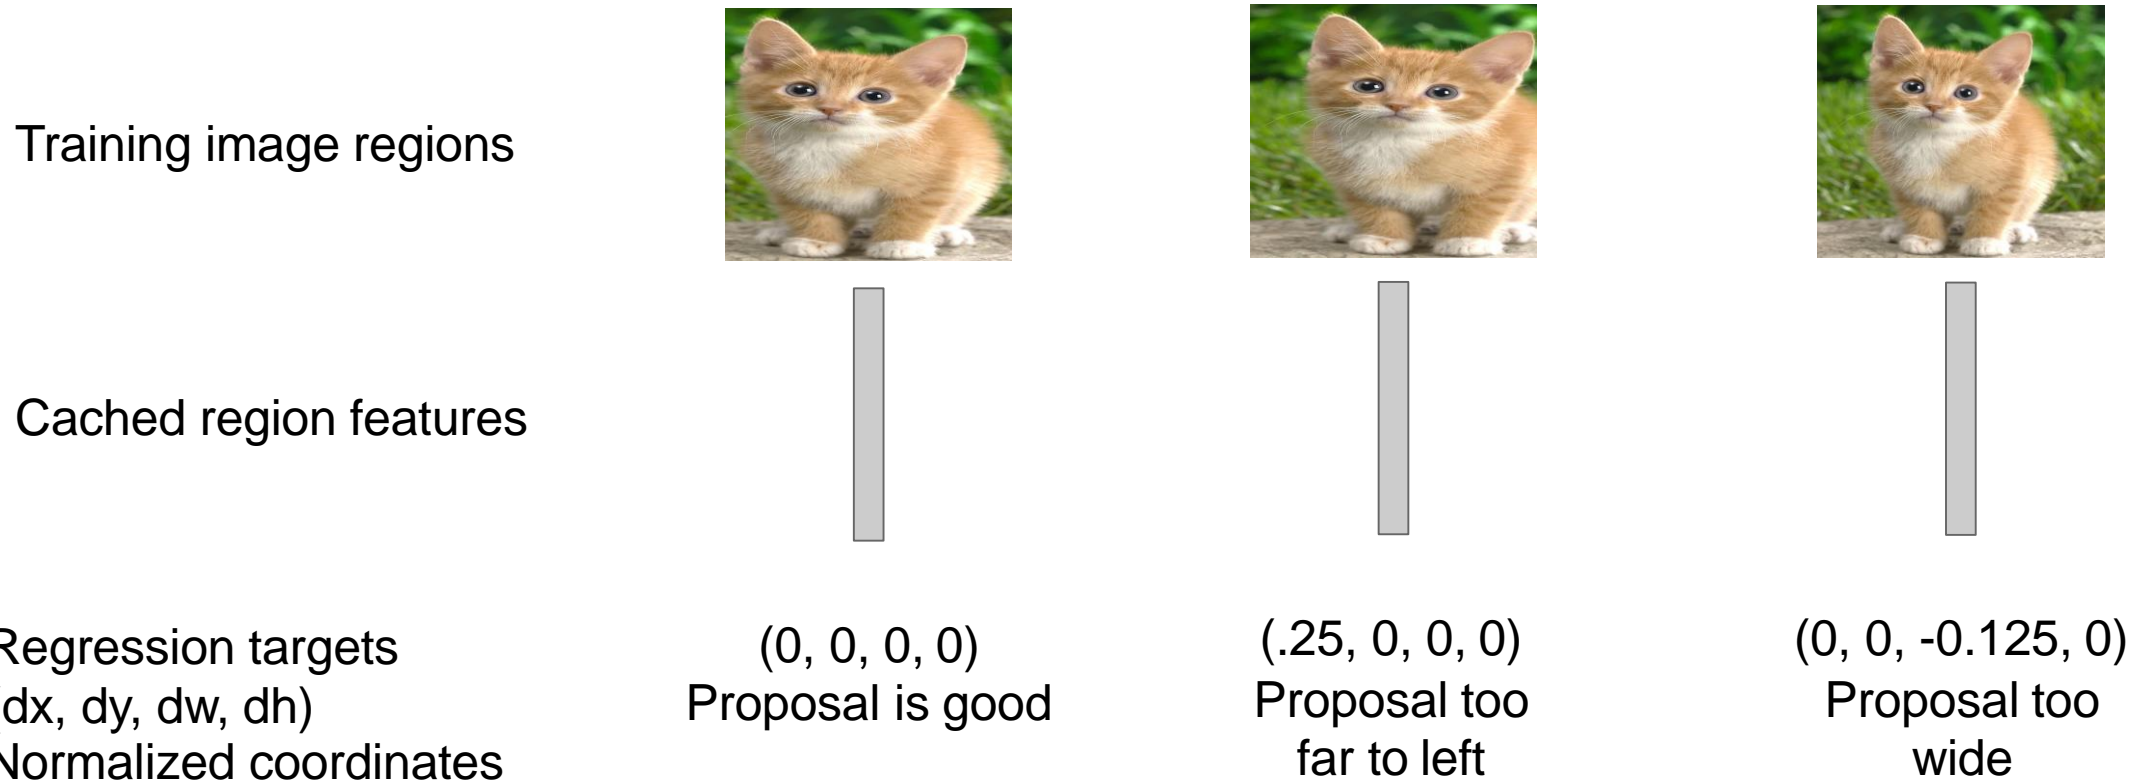 Training image regions
Cached region features
Regression targets
(dx, dy, dw, dh)
Normalized coordinates
(0, 0, 0, 0)
Proposal is good
(.25, 0, 0, 0)
Proposal too
far to left
(0, 0, -0.125, 0)
Proposal too
wide